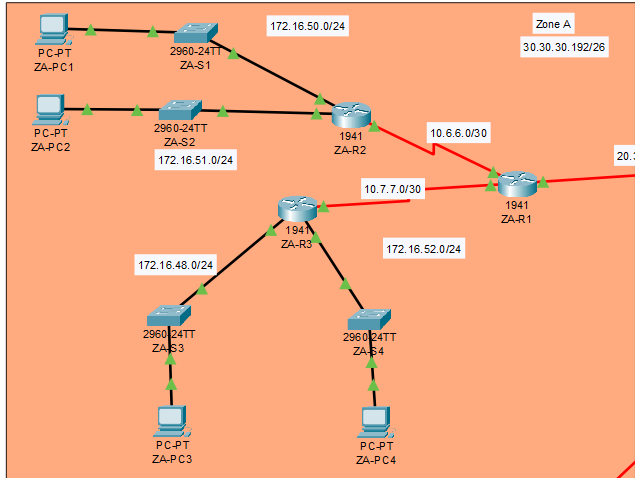 172.16.50.0/24
Zone A
30.30.30.192/26
PC-PT
ZA-PC1
2960-24TT
ZA-S1
PC-PT
ZA-PC2
2960-24TT
ZA-S2
172.16.51.0/24
1941
ZA-R2
10.6.6.0/30
20.
10.7.7.0/30
1941
ZA-R1
1941
ZA-R3
172.16.52.0/24
172.16.48.0/24
2960-24TT
ZA-S3
2960-24TT
ZA-S4
PC-PT
ZA-PC3
PC-PT
ZA-PC4